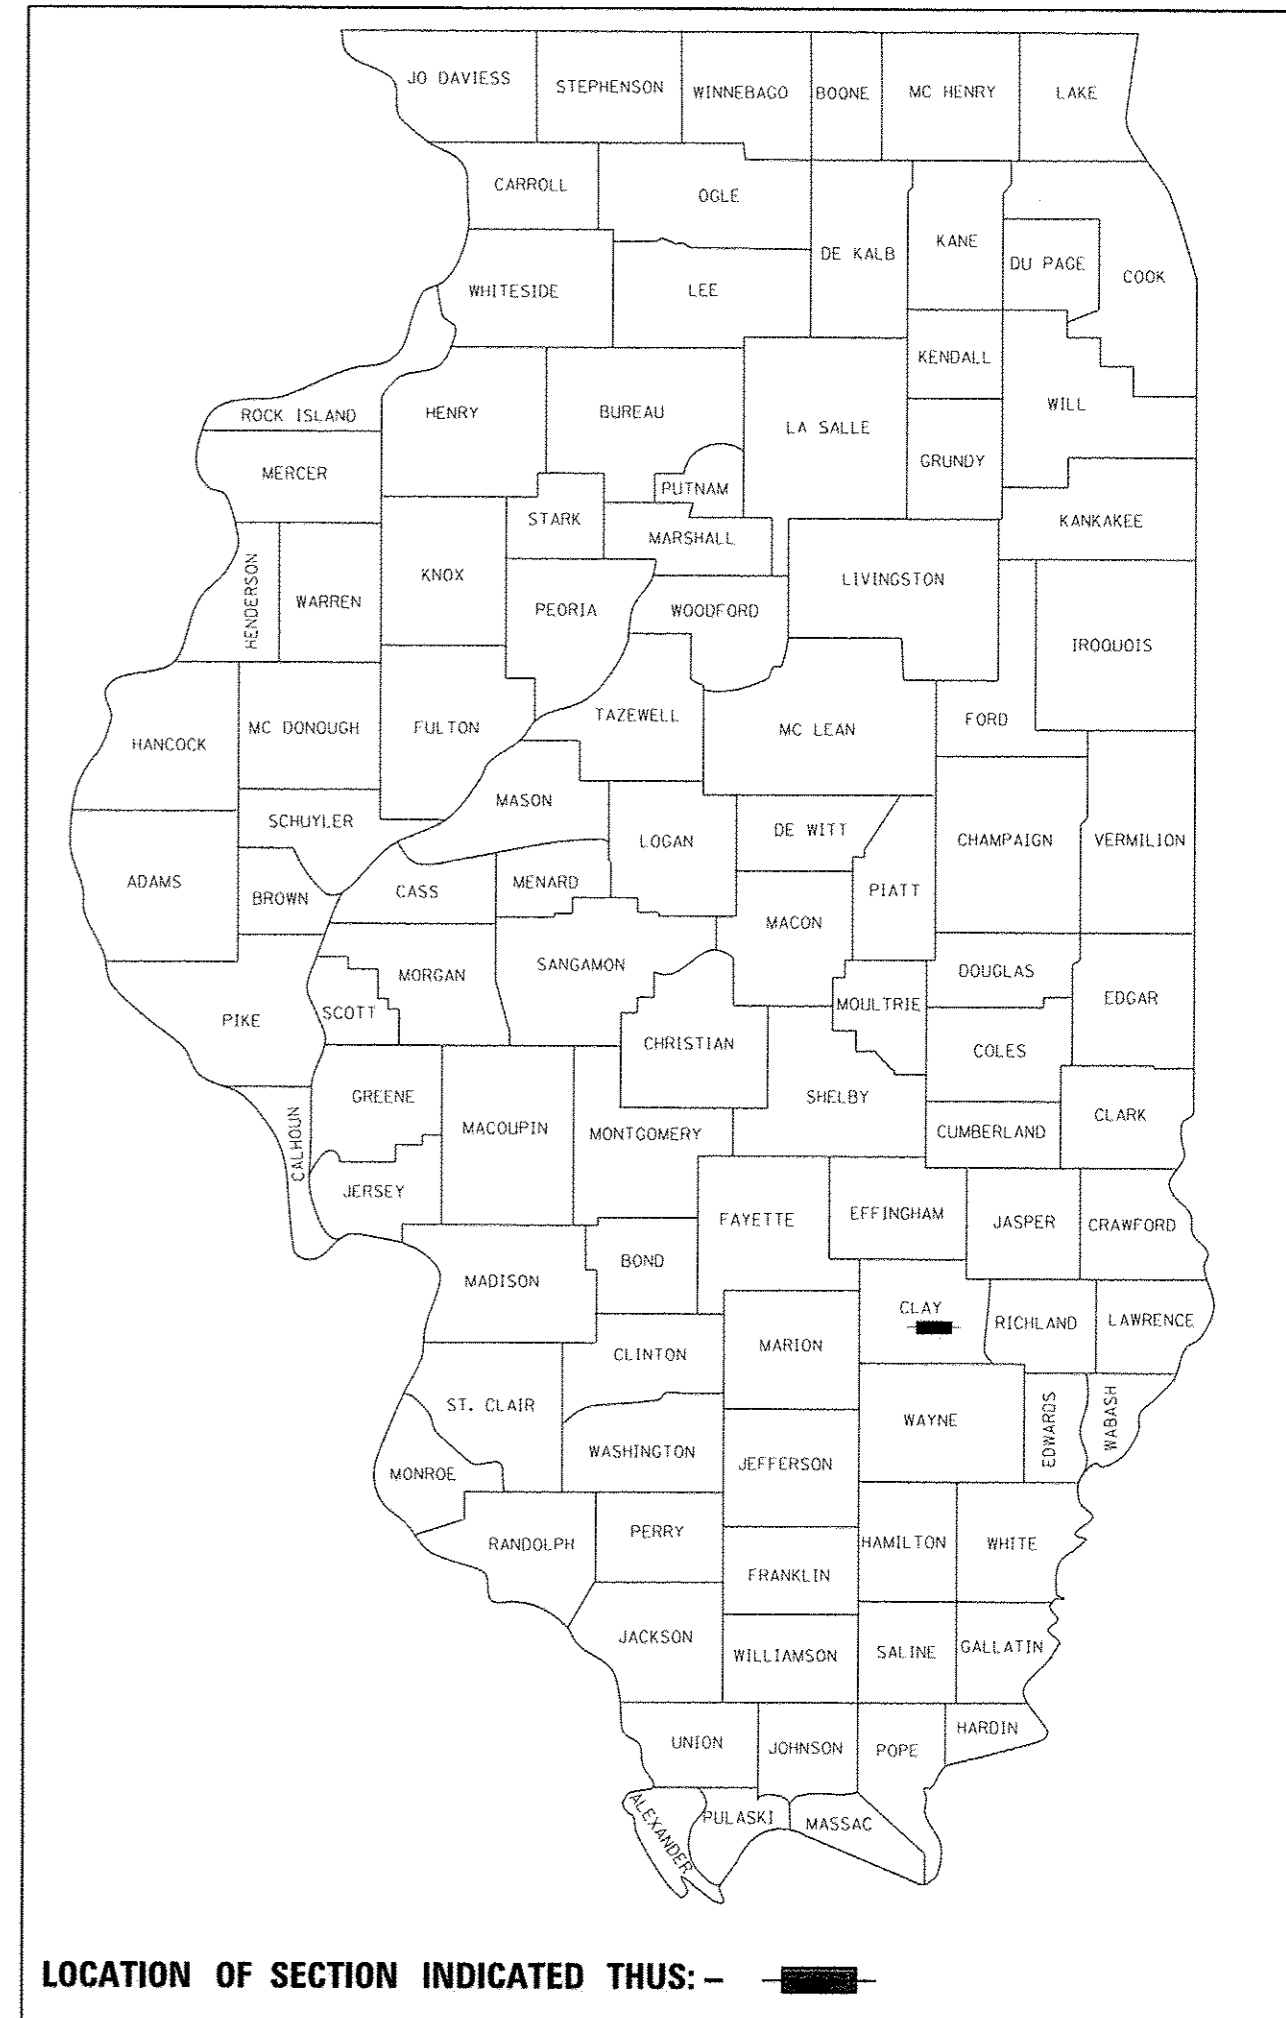 JO DAVIESS
STEPHENSON
WINNEBAGO
BOONE
MC HENRY
LAKE
CARROLL
OGLE
DE KALB
KANE
DU PAGE
COOK
WHITESIDE
LEE
KENDALL
ROCK ISLAND
HENRY
BUREAU
LA SALLE
WILL
GRUNDY
MERCER
PUTNAM
STARK
MARSHALL
KANKAKEE
HENDERSON
WARREN
KNOX
PEORIA
WOODFORD
LIVINGSTON
IROQUOIS
HANCOCK
MC DONOUGH
FULTON
TAZEWELL
MC LEAN
FORD
MASON
SCHUYLER
LOGAN
DE WITT
CHAMPAIGN
VERMILION
ADAMS
BROWN
CASS
MENARD
PIATT
MACON
MORGAN
SANGAMON
DOUGLAS
EDGAR
PIKE
SCOTT
CHRISTIAN
MOULTRIE
COLES
GREENE
SHELBY
CLARK
CALHOUN
MACOUPIN
MONTGOMERY
CUMBERLAND
JERSEY
FAYETTE
EFFINGHAM
JASPER
CRAWFORD
MADISON
BOND
CLAY
RICHLAND
LAWRENCE
CLINTON
MARION
ST. CLAIR
WAYNE
EDWARDS
WABASH
WASHINGTON
JEFFERSON
MONROE
RANDOLPH
PERRY
HAMILTON
WHITE
FRANKLIN
JACKSON
WILLIAMSON
SALINE
GALLATIN
UNION
JOHNSON
POPE
HARDIN
ALEXANDER
PULASKI
MASSAC
LOCATION OF SECTION INDICATED THUS: –